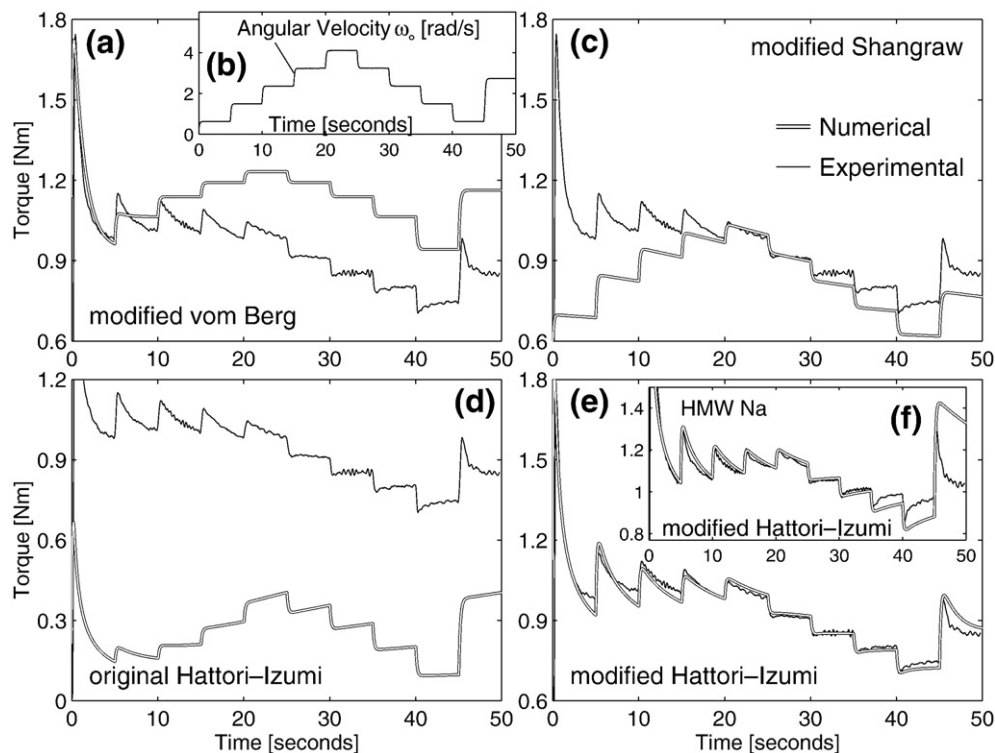 1.8
1.5
1.2
0.9
0.6
Torque [Nm]
(a)
modified vom Berg
0 10 20 30 40 50
Angular Velocity ωₒ [rad/s]
(b)
4
2
0
Time [seconds]
0 10 20 30 40 50
1.8
1.5
1.2
0.9
0.6
Torque [Nm]
(c)
modified Shangraw
Numerical
Experimental
0 10 20 30 40 50
1.2
0.9
0.6
0.3
0
Torque [Nm]
(d)
original Hattori–Izumi
0 10 20 30 40 50
Time [seconds]
1.8
1.5
1.2
0.9
0.6
Torque [Nm]
(e)
modified Hattori–Izumi
0 10 20 30 40 50
Time [seconds]
HMW Na
(f)
1.4
1.2
1
0.8
modified Hattori–Izumi
0 10 20 30 40 50